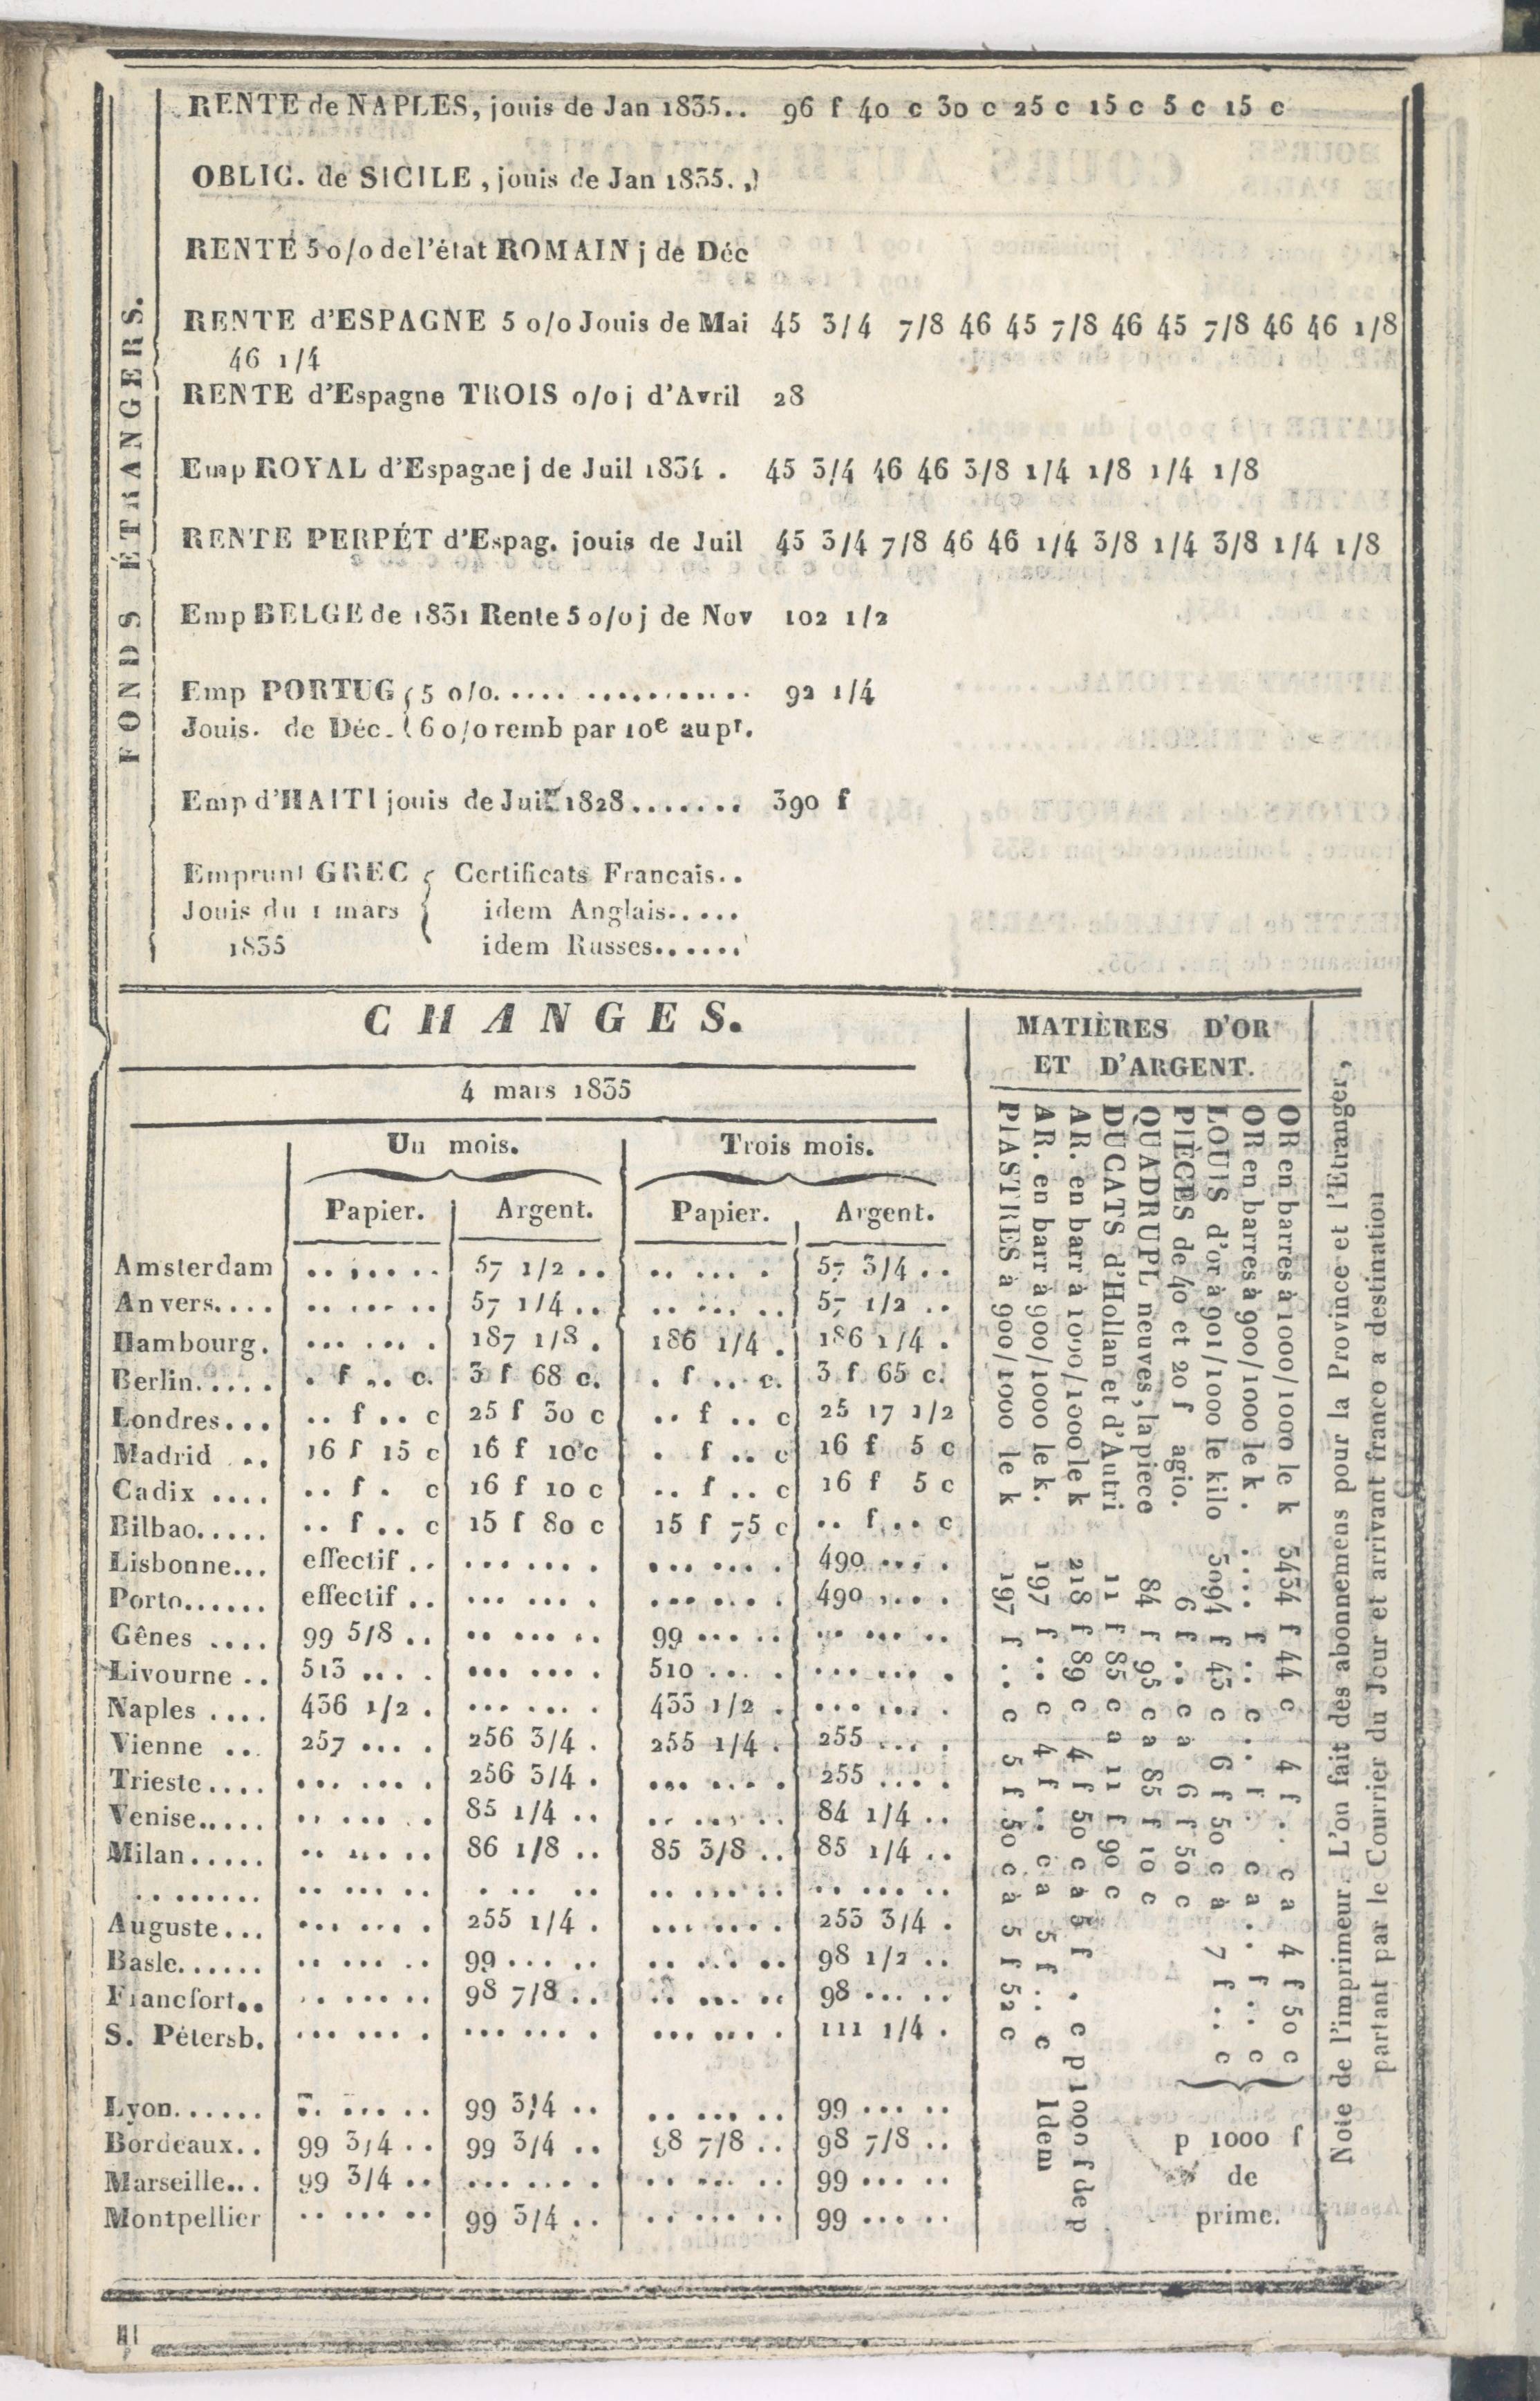 FONDS ÉTRANGERS.
RENTE de NAPLES, jouis de Jan 1835.. 96 f 40 c 30 c 25 c 15 c 5 c 15 c
OBLIG. de SICILE, jouis de Jan 1835.
RENTE 5 o/o de l'état ROMAIN j de Déc
RENTE d'ESPAGNE 5 o/o Jouis de Mai 45 3/4 7/8 46 45 7/8 46 45 7/8 46 46 1/8
46 1/4
RENTE d'Espagne TROIS o/o j d'Avril 28
Emp ROYAL d'Espagne j de Juil 1834 . 45 3/4 46 46 3/8 1/4 1/8 1/4 1/8
RENTE PERPÉT d'Espag. jouis de Juil 45 3/4 7/8 46 46 1/4 3/8 1/4 3/8 1/4 1/8
Emp BELGE de 1831 Rente 5 o/o j de Nov 102 1/2
Emp PORTUG { 5 o/o................ 92 1/4
Jouis. de Déc. { 6 o/o remb par 10e au pr.
Emp d'HAITI jouis de Juil 1828....... 390 f
Emprunt GREC { Certificats Francais..
Jouis du 1 mars { idem Anglais.....
1835 idem Russes......
CHANGES.
4 mars 1835
Un mois. Trois mois.
Papier. Argent. Papier. Argent.
Amsterdam .. ... .. 57 1/2 .. .. ... . 57 3/4 ..
Anvers.... .. ... .. 57 1/4 .. .. ... .. 57 1/2 ..
Hambourg. ... ... . 187 1/8 . 186 1/4 . 186 1/4 .
Berlin..... . f .. c. 3 f 68 c. . f .. c. 3 f 65 c.
Londres... .. f .. c 25 f 30 c .. f .. c 25 17 1/2
Madrid .. 16 f 15 c 16 f 10 c . f .. c 16 f 5 c
Cadix .... .. f . c 16 f 10 c .. f .. c 16 f 5 c
Bilbao..... .. f .. c 15 f 80 c 15 f 75 c .. f .. c
Lisbonne... effectif .. ... ... . ... ... . 490 ... .
Porto...... effectif .. ... ... . ... ... . 490 ... .
Gênes .... 99 5/8 .. .. ... .. 99 ... .. .. ... ..
Livourne .. 513 ... . ... ... . 510 ... . ... ... .
Naples .... 436 1/2 . ... ... . 433 1/2 . ... ... .
Vienne ... 257 ... . 256 3/4 . 255 1/4 . 255 ... .
Trieste.... ... ... . 256 3/4 . ... ... . 255 ... .
Venise..... .. ... . 85 1/4 .. .. ... .. 84 1/4 ..
Milan..... .. ... .. 86 1/8 .. 85 3/8 .. 85 1/4 ..
........ .. ... .. . .. .. .. ... .. .. ... ..
Auguste... ... ... . 255 1/4 . ... ... . 253 3/4 .
Basle...... .. ... .. 99 ... .. .. ... .. 98 1/2 ..
Francfort.. .. ... .. 98 7/8 .. .. ... .. 98 ... ..
S. Pétersb. ... ... . ... ... . ... ... . 111 1/4 .
Lyon...... .. ... .. 99 3/4 .. .. ... .. 99 ... ..
Bordeaux.. 99 3/4 .. 99 3/4 .. 98 7/8 .. 98 7/8 ..
Marseille... 99 3/4 .. ... ... . .. ... .. 99 ... ..
Montpellier .. ... .. 99 3/4 .. .. ... .. 99 ... ..
MATIÈRES D'OR
ET D'ARGENT.
OR en barres à 1000/1000 le k 3434 f 44 c 4 f .. c a 4 f 50 c
OR en barres à 900/1000 le k . .... f .. c .. f . c a .. f .. c
LOUIS d'or à 901/1000 le kilo 3094 f 43 c 6 f 50 c à 7 f .. c
PIÈCES de 40 et 20 f agio. 6 f .. c à 6 f 50 c
QUADRUPL neuves, la piece 84 f 95 c a 85 f 10 c
DUCATS d'Hollan et d'Autri 11 f 85 c a 11 f 90 c
AR. en barr à 1000/1000 le k 218 f 89 c 4 f 50 c à 5 f . c p 1000 f de p
AR. en barr à 900/1000 le k. 197 f .. c 4 f .. c a 5 f .. c Idem
PIASTRES à 900/1000 le k 197 f .. c 5 f 50 c à 5 f 52 c
p 1000 f
de
prime.
Note de l'imprimeur. L'on fait des abonnemens pour la Province et l'Etranger,
partant par le Courrier du Jour et arrivant franco a destination